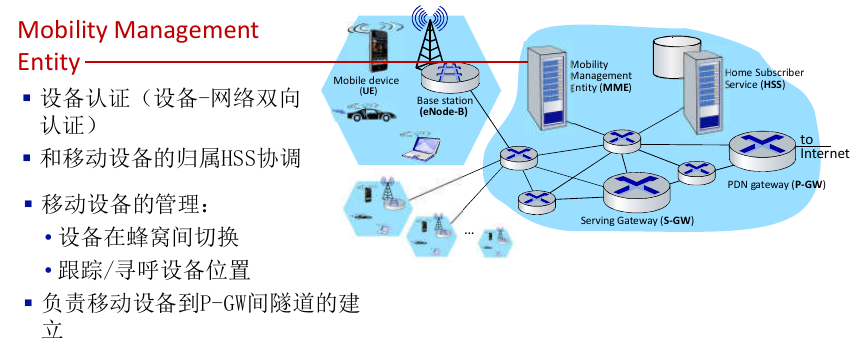 Mobility Management
Entity
▪ 设备认证（设备-网络双向
认证）
▪ 和移动设备的归属HSS协调
▪ 移动设备的管理：
• 设备在蜂窝间切换
• 跟踪/寻呼设备位置
▪ 负责移动设备到P-GW间隧道的建
立
Mobile device
(UE)
Base station
(eNode-B)
Mobility
Management
Entity (MME)
Home Subscriber
Service (HSS)
to
Internet
PDN gateway (P-GW)
Serving Gateway (S-GW)
...